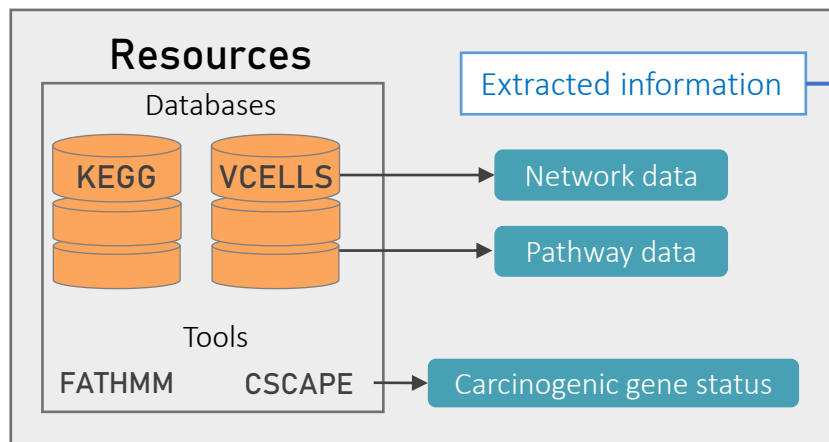 Resources
Databases
KEGG
VCELLS
Tools
FATHMM
CSCAPE
Extracted information
Network data
Pathway data
Carcinogenic gene status